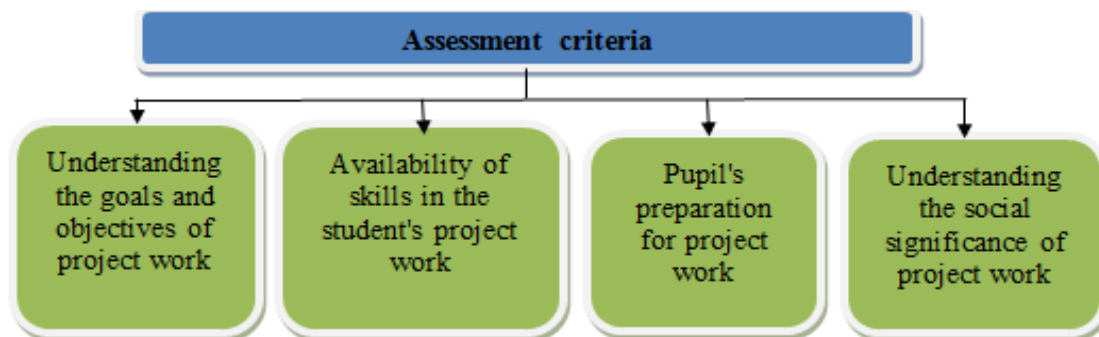 Assessment criteria
Understanding
the goals and
objectives of
project work
Availability of
skills in the
student's project
work
Pupil's
preparation
for project
work
Understanding
the social
significance of
project work